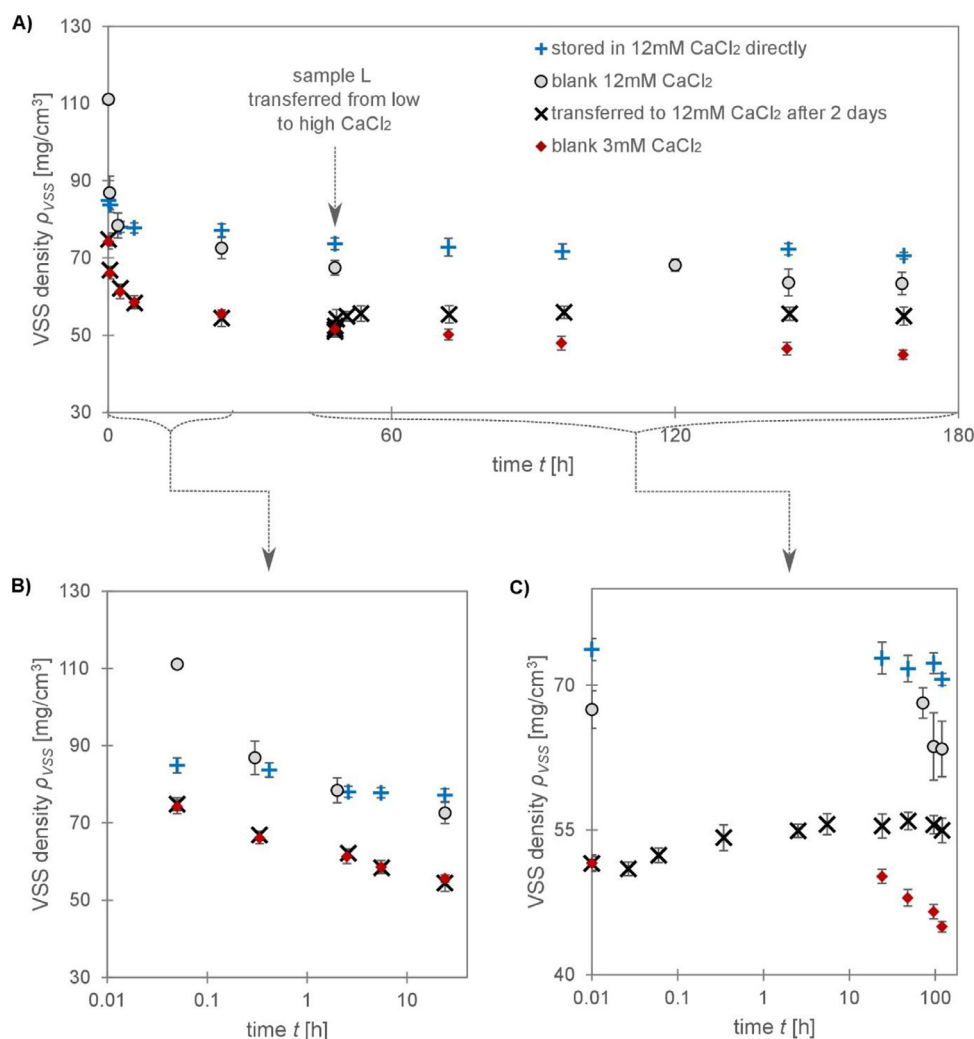 A)
130
110
90
70
50
30
VSS density ρVSS [mg/cm³]
stored in 12mM CaCl₂ directly
blank 12mM CaCl₂
transferred to 12mM CaCl₂ after 2 days
blank 3mM CaCl₂
sample L
transferred from low
to high CaCl₂
0 60 120 180
time t [h]
B)
130
110
90
70
50
30
VSS density ρVSS [mg/cm³]
0.01 0.1 1 10
time t [h]
C)
70
55
40
VSS density ρVSS [mg/cm³]
0.01 0.1 1 10 100
time t [h]